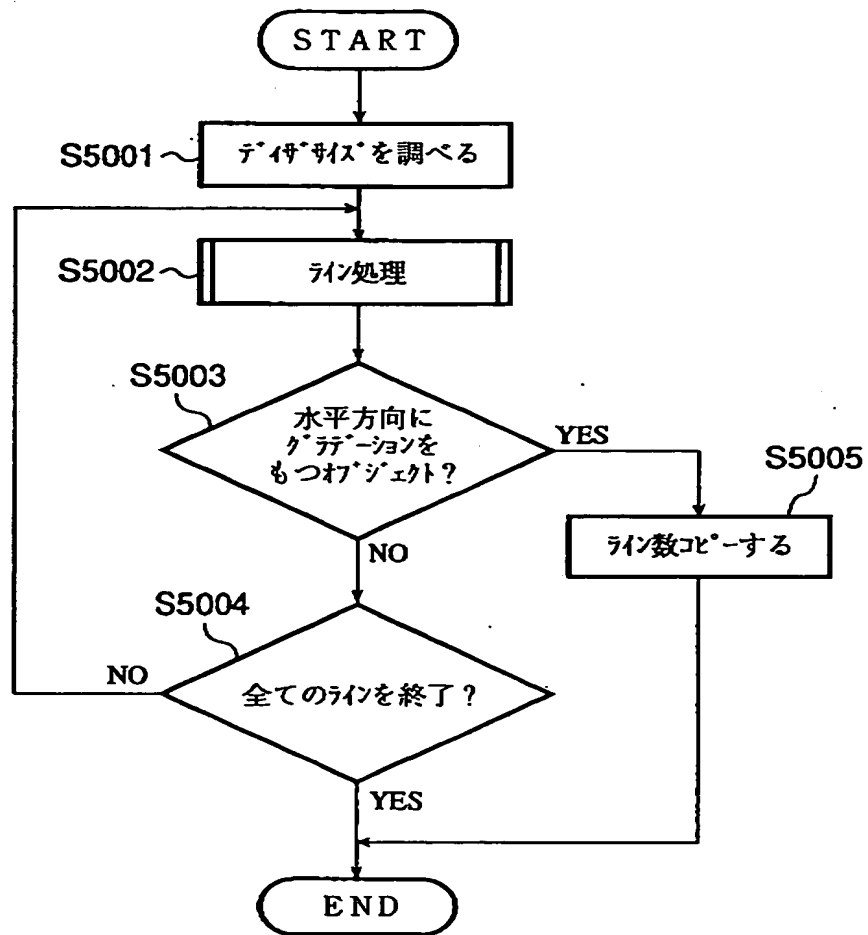 START
S5001
ディザサイズを調べる
S5002
ライン処理
S5003
水平方向に
グラデーションを
もつオブジェクト?
YES
S5005
ライン数コピーする
NO
S5004
NO
全てのラインを終了?
YES
END